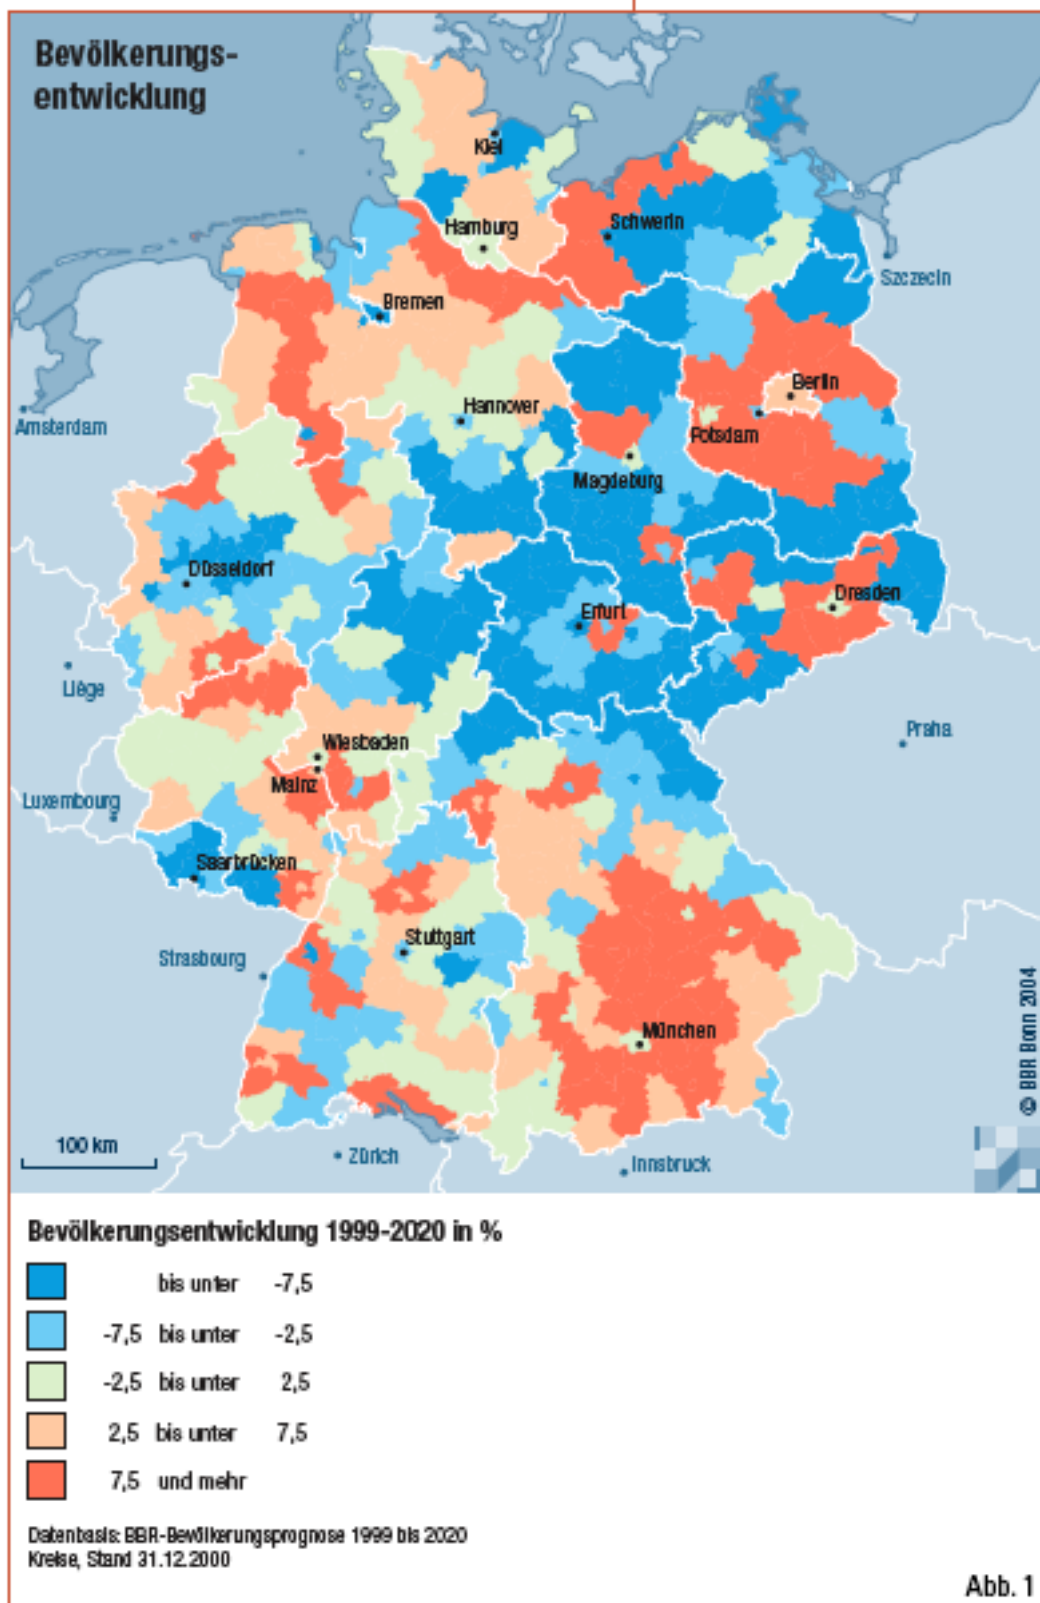 Bevölkerungs-
entwicklung
Kiel
Schwerin
Hamburg
Szczecin
Bremen
Berlin
Hannover
Amsterdam
Potsdam
Magdeburg
Düsseldorf
Dresden
Erfurt
Liège
Praha
Wiesbaden
Mainz
Luxembourg
Saarbrücken
Stuttgart
Strasbourg
München
© BBR Bonn 2004
100 km
Zürich
Innsbruck
Bevölkerungsentwicklung 1999-2020 in %
bis unter -7,5
-7,5 bis unter -2,5
-2,5 bis unter 2,5
2,5 bis unter 7,5
7,5 und mehr
Datenbasis: BBR-Bevölkerungsprognose 1999 bis 2020
Kreise, Stand 31.12.2000
Abb. 1